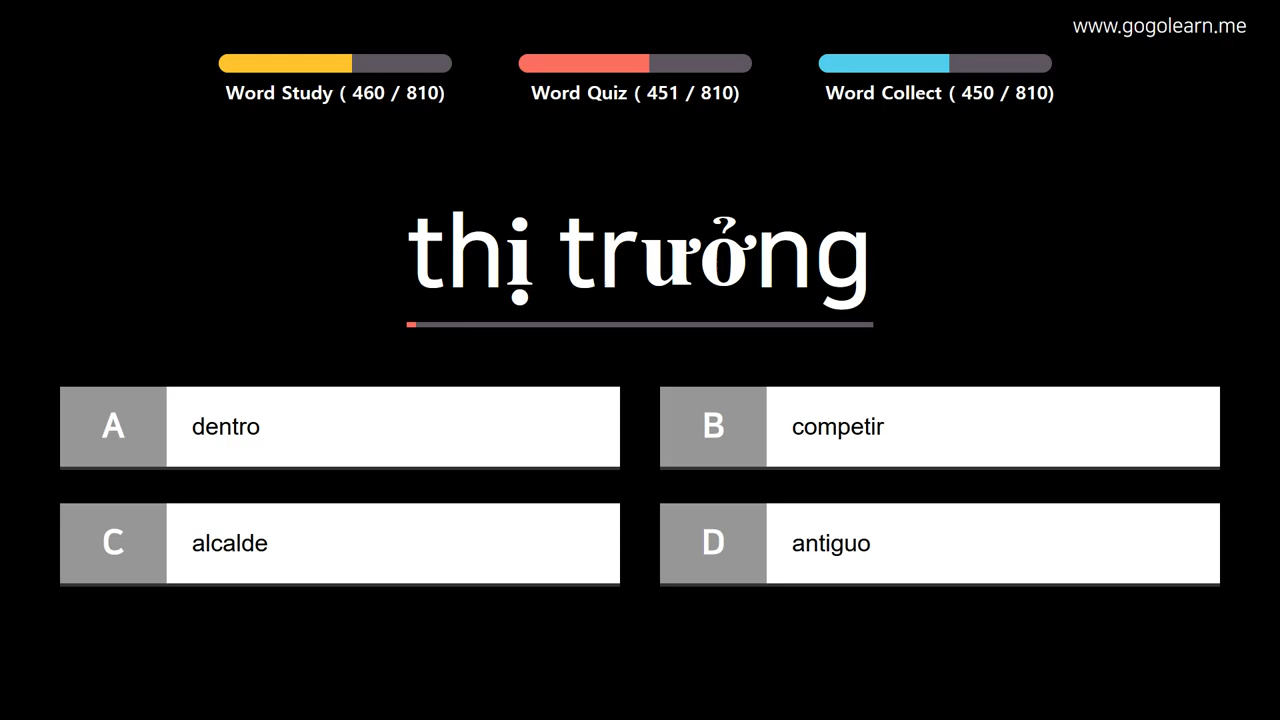 www.gogolearn.me
Word Study ( 460 / 810)
Word Quiz ( 451 / 810)
Word Collect ( 450 / 810)
thị trưởng
A dentro
B competir
C alcalde
D antiguo